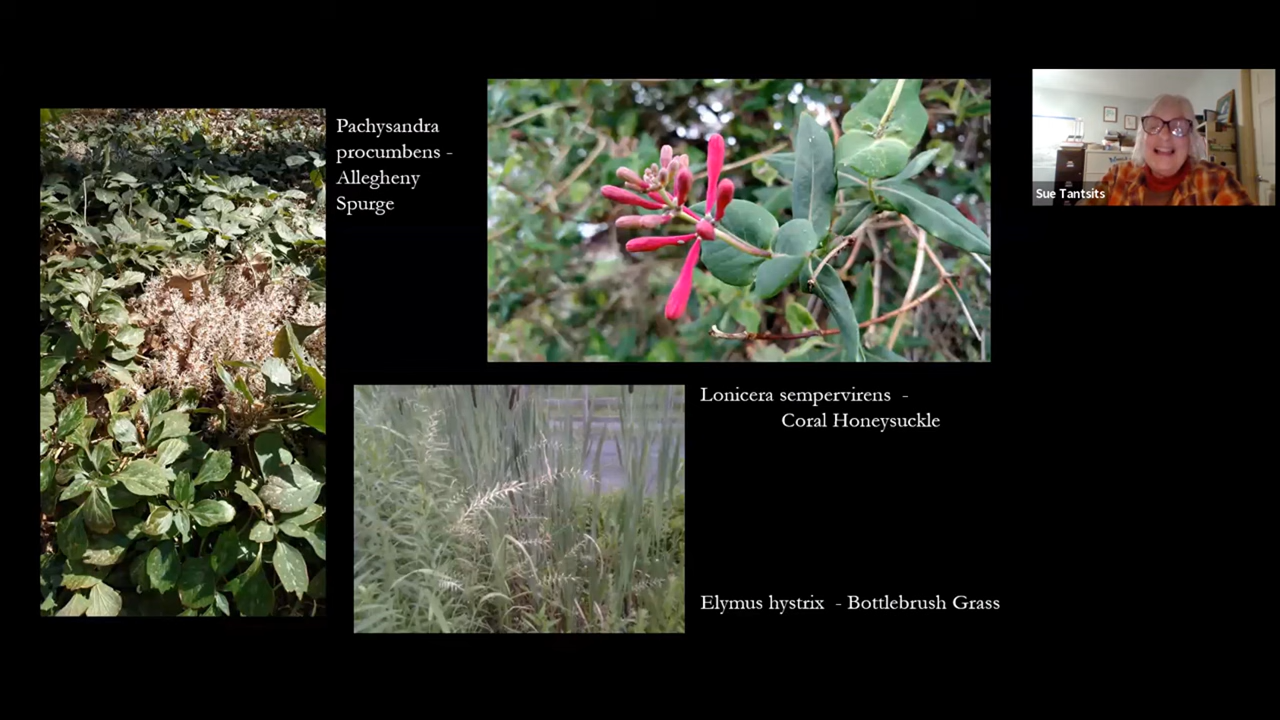 Pachysandra
procumbens -
Allegheny
Spurge
Sue Tantsits
Lonicera sempervirens -
Coral Honeysuckle
Elymus hystrix - Bottlebrush Grass